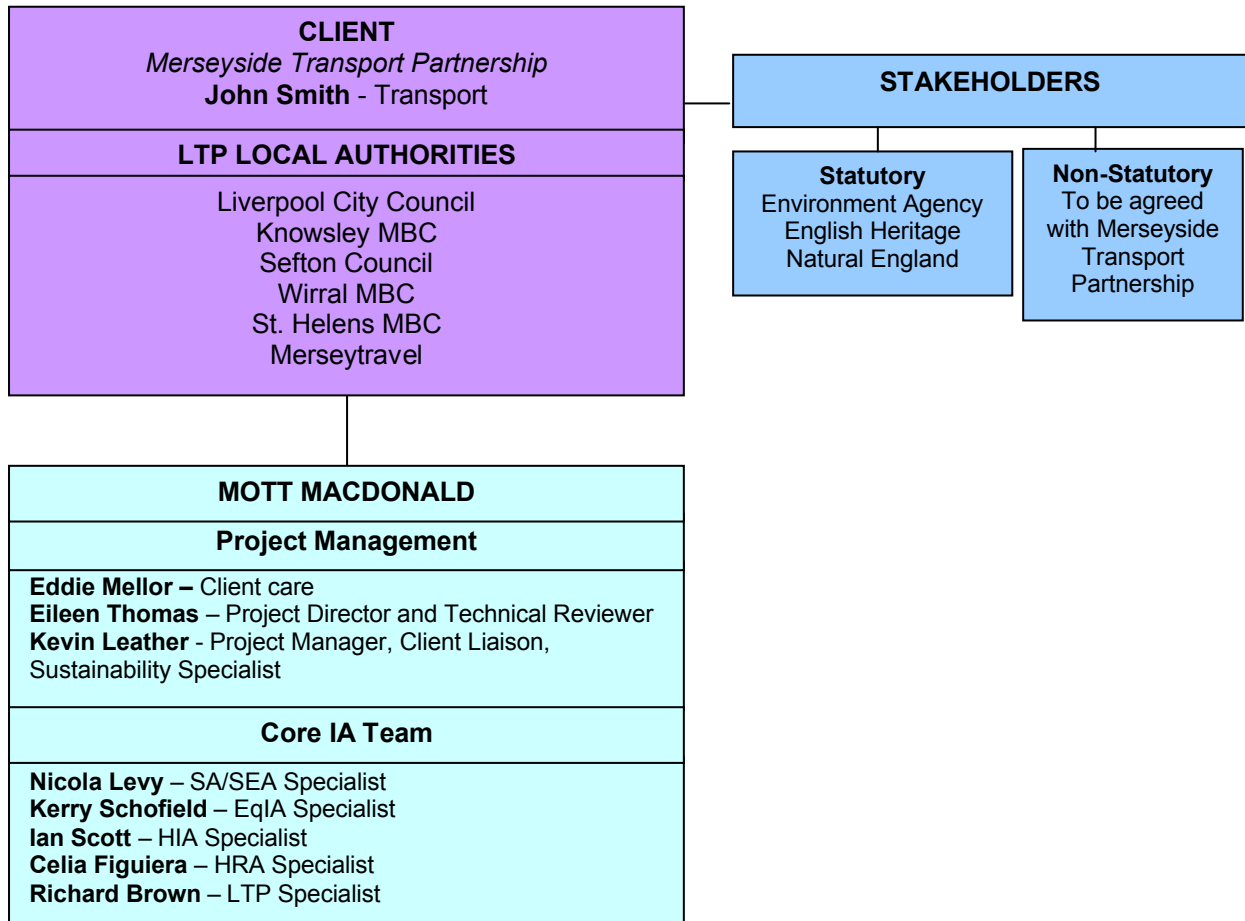 CLIENT
Merseyside Transport Partnership
John Smith - Transport
LTP LOCAL AUTHORITIES
Liverpool City Council
Knowsley MBC
Sefton Council
Wirral MBC
St. Helens MBC
Merseytravel
STAKEHOLDERS
Statutory
Environment Agency
English Heritage
Natural England
Non-Statutory
To be agreed
with Merseyside
Transport
Partnership
MOTT MACDONALD
Project Management
Eddie Mellor – Client care
Eileen Thomas – Project Director and Technical Reviewer
Kevin Leather - Project Manager, Client Liaison,
Sustainability Specialist
Core IA Team
Nicola Levy – SA/SEA Specialist
Kerry Schofield – EqIA Specialist
Ian Scott – HIA Specialist
Celia Figuiera – HRA Specialist
Richard Brown – LTP Specialist